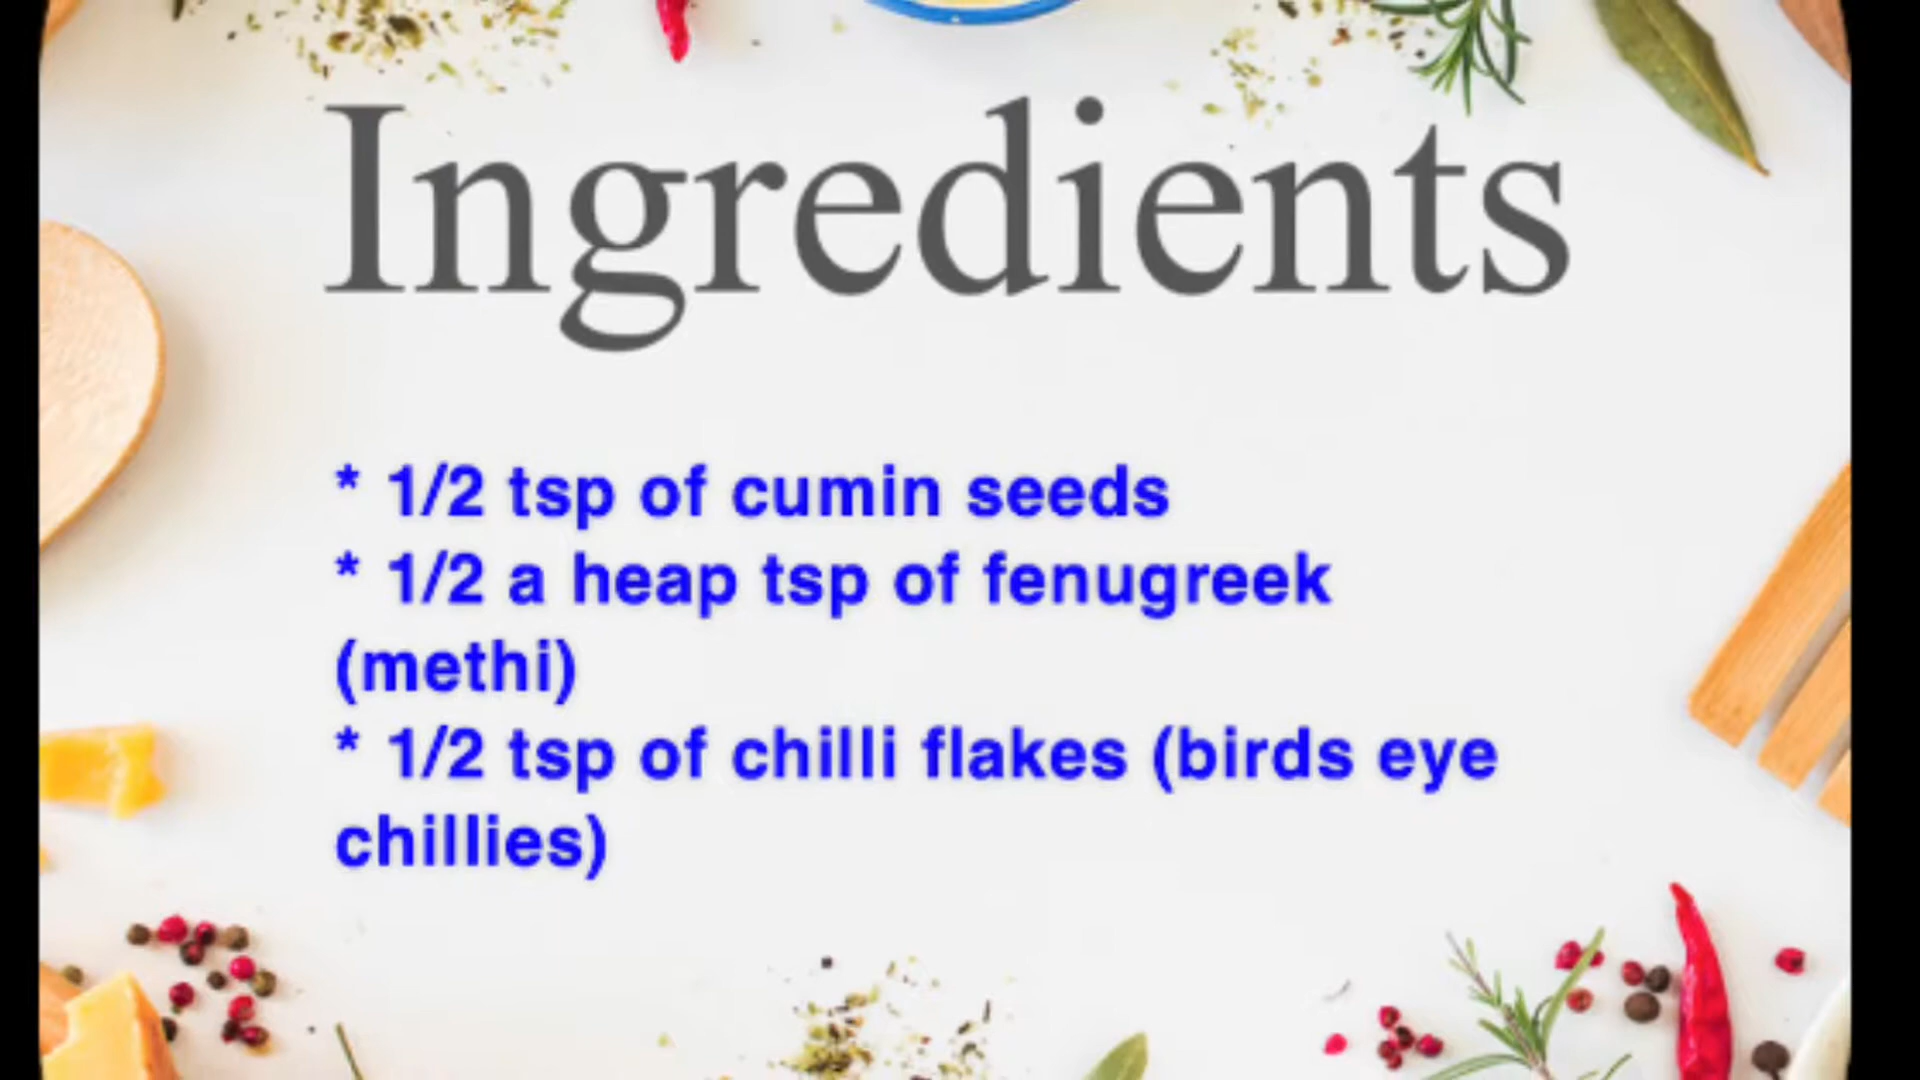 Ingredients
* 1/2 tsp of cumin seeds
* 1/2 a heap tsp of fenugreek
(methi)
* 1/2 tsp of chilli flakes (birds eye
chillies)